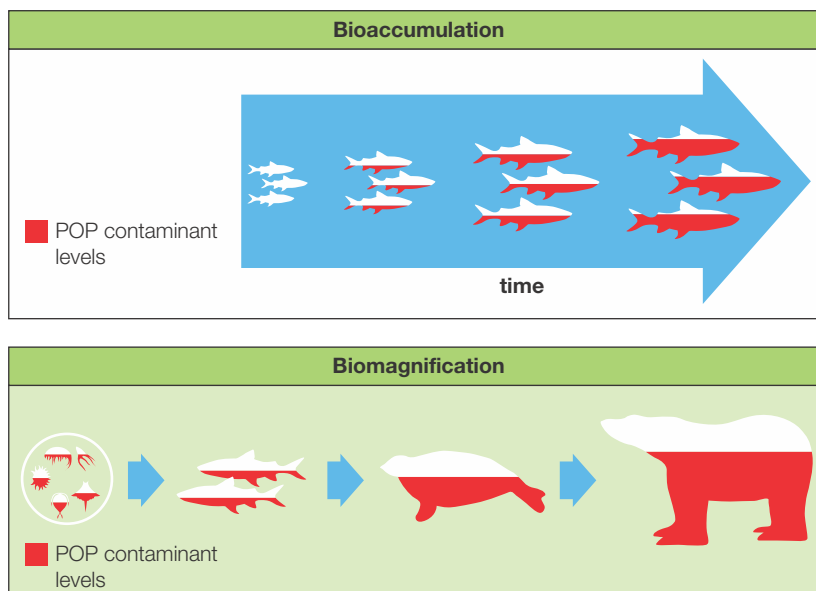 Bioaccumulation
POP contaminant
levels
time
Biomagnification
POP contaminant
levels